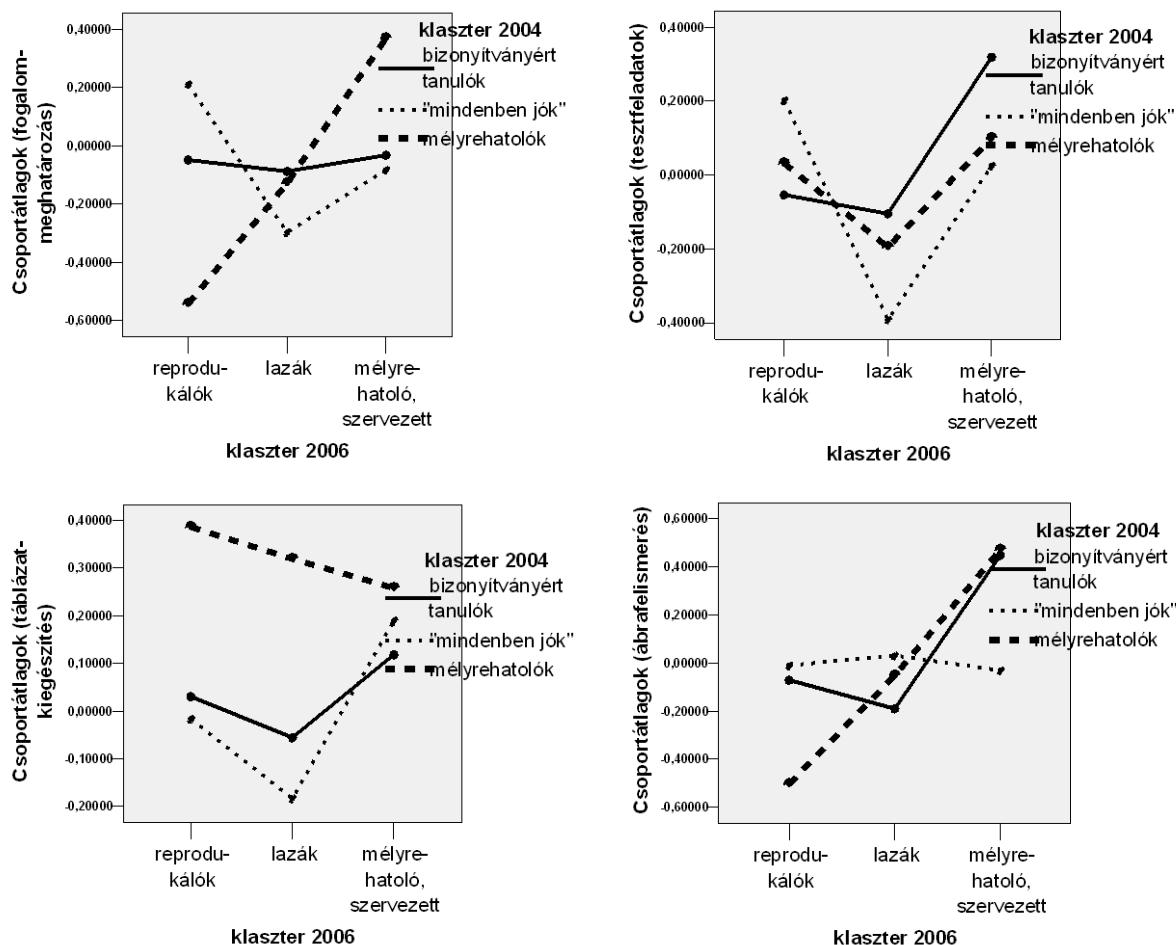 Csoportátlagok (fogalom-
meghatározás)
0,40000
0,20000
0,00000
-0,20000
-0,40000
-0,60000
reprodu-
kálók
lazák
mélyre-
hatoló,
szervezett
klaszter 2006
klaszter 2004
bizonyítványért
tanulók
"mindenben jók"
mélyrehatolók
Csoportátlagok (tesztfeladatok)
0,40000
0,20000
0,00000
-0,20000
-0,40000
reprodu-
kálók
lazák
mélyre-
hatoló,
szervezett
klaszter 2006
klaszter 2004
bizonyítványért
tanulók
"mindenben jók"
mélyrehatolók
Csoportátlagok (táblázat-
kiegészítés)
0,40000
0,30000
0,20000
0,10000
0,00000
-0,10000
-0,20000
reprodu-
kálók
lazák
mélyre-
hatoló,
szervezett
klaszter 2006
klaszter 2004
bizonyítványért
tanulók
"mindenben jók"
mélyrehatolók
Csoportátlagok (ábrafelismerés)
0,60000
0,40000
0,20000
0,00000
-0,20000
-0,40000
-0,60000
reprodu-
kálók
lazák
mélyre-
hatoló,
szervezett
klaszter 2006
klaszter 2004
bizonyítványért
tanulók
"mindenben jók"
mélyrehatolók